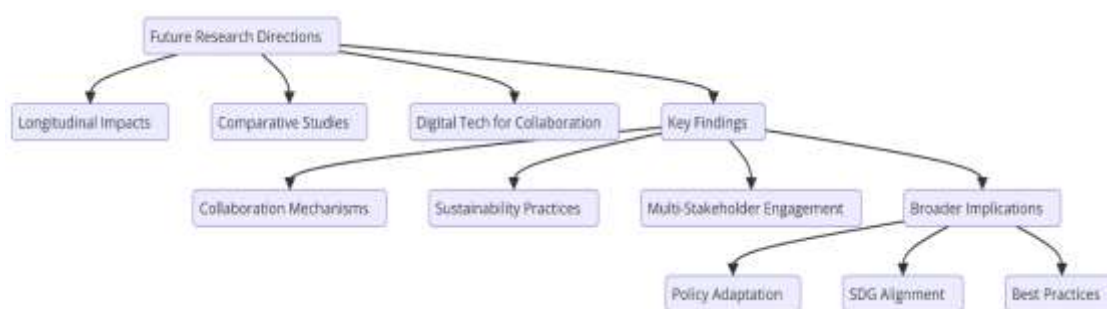 Future Research Directions
Longitudinal Impacts
Comparative Studies
Digital Tech for Collaboration
Key Findings
Collaboration Mechanisms
Sustainability Practices
Multi-Stakeholder Engagement
Broader Implications
Policy Adaptation
SDG Alignment
Best Practices